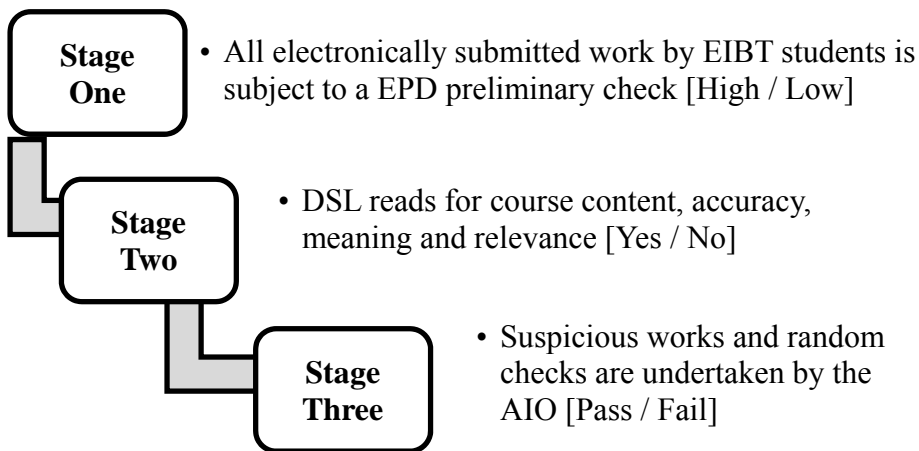 Stage
One
• All electronically submitted work by EIBT students is
subject to a EPD preliminary check [High / Low]
Stage
Two
• DSL reads for course content, accuracy,
meaning and relevance [Yes / No]
Stage
Three
• Suspicious works and random
checks are undertaken by the
AIO [Pass / Fail]